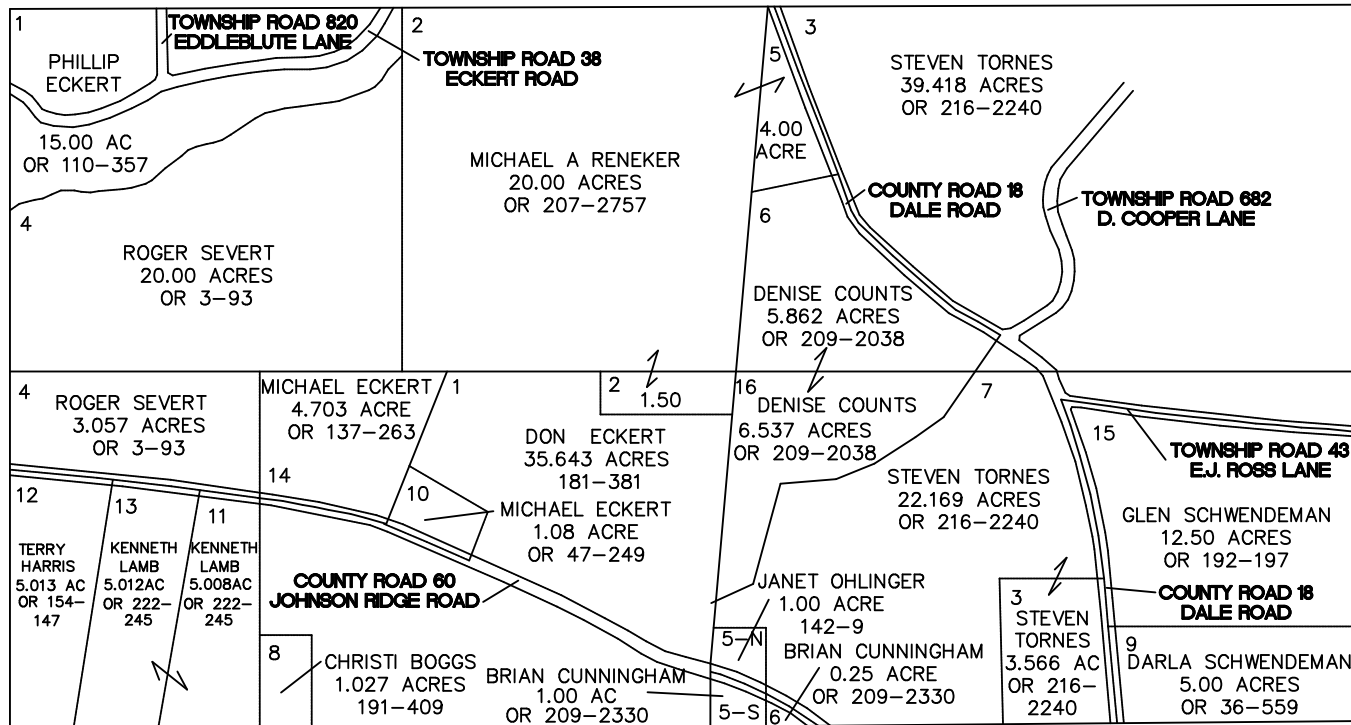 1
TOWNSHIP ROAD 820
EDDLEBLUTE LANE
PHILLIP
ECKERT
15.00 AC
OR 110-357
2
TOWNSHIP ROAD 38
ECKERT ROAD
MICHAEL A RENEKER
20.00 ACRES
OR 207-2757
5
4.00
ACRE
3
STEVEN TORNES
39.418 ACRES
OR 216-2240
COUNTY ROAD 18
DALE ROAD
TOWNSHIP ROAD 682
D. COOPER LANE
4
ROGER SEVERT
20.00 ACRES
OR 3-93
6
DENISE COUNTS
5.862 ACRES
OR 209-2038
4
ROGER SEVERT
3.057 ACRES
OR 3-93
MICHAEL ECKERT
4.703 ACRE
OR 137-263
14
1
DON ECKERT
35.643 ACRES
181-381
2
1.50
16
DENISE COUNTS
6.537 ACRES
OR 209-2038
7
STEVEN TORNES
22.169 ACRES
OR 216-2240
15
TOWNSHIP ROAD 43
E.J. ROSS LANE
GLEN SCHWENDEMAN
12.50 ACRES
OR 192-197
10
MICHAEL ECKERT
1.08 ACRE
OR 47-249
12
TERRY
HARRIS
5.013 AC
OR 154-
147
13
KENNETH
LAMB
5.012AC
OR 222-
245
11
KENNETH
LAMB
5.008AC
OR 222-
245
COUNTY ROAD 60
JOHNSON RIDGE ROAD
8
CHRISTI BOGGS
1.027 ACRES
191-409
BRIAN CUNNINGHAM
1.00 AC
OR 209-2330
5-N
5-S
JANET OHLINGER
1.00 ACRE
142-9
BRIAN CUNNINGHAM
0.25 ACRE
OR 209-2330
6
3
STEVEN
TORNES
3.566 AC
OR 216-
2240
COUNTY ROAD 18
DALE ROAD
9
DARLA SCHWENDEMAN
5.00 ACRES
OR 36-559